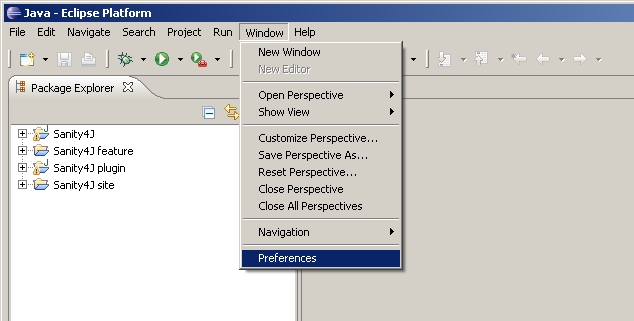 Java - Eclipse Platform
File Edit Navigate Search Project Run Window Help
New Window
New Editor
Package Explorer
Open Perspective
Show View
Sanity4J
Customize Perspective...
Sanity4J feature
Save Perspective As...
Sanity4J plugin
Reset Perspective...
Sanity4J site
Close Perspective
Close All Perspectives
Navigation
Preferences